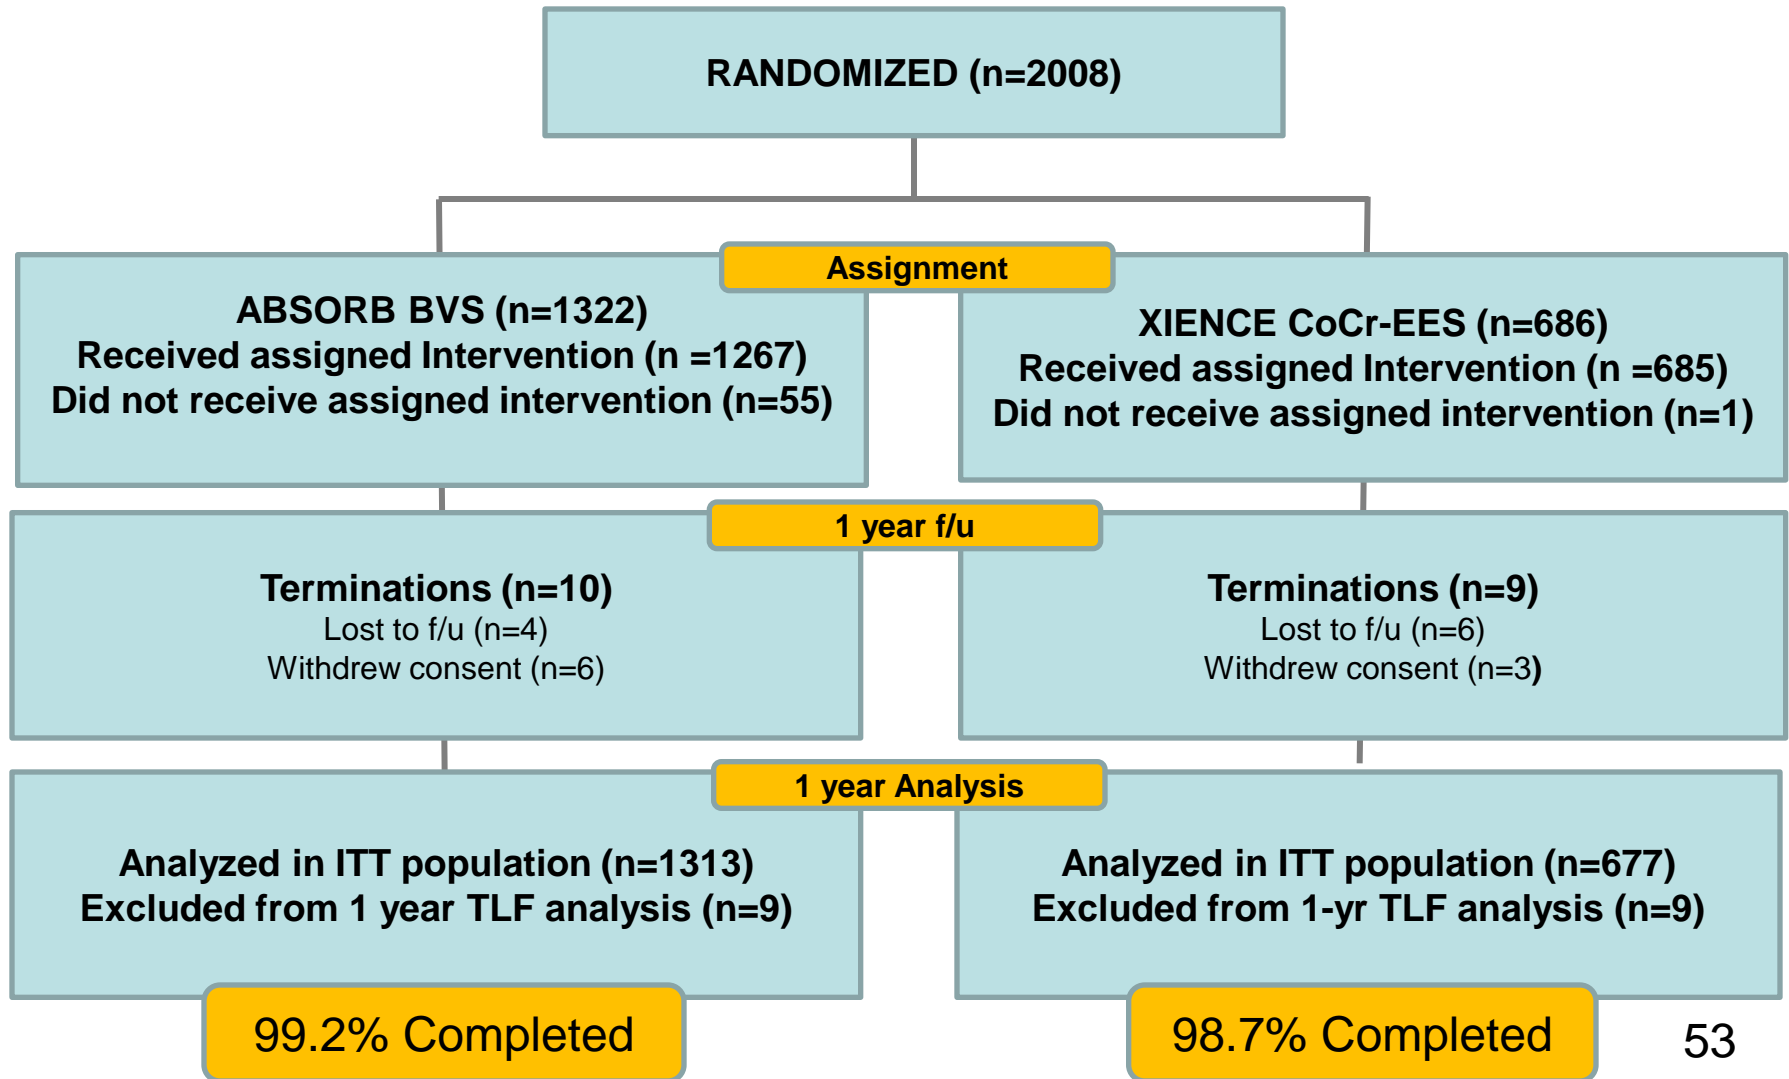 RANDOMIZED (n=2008)
Assignment
ABSORB BVS (n=1322)
Received assigned Intervention (n =1267)
Did not receive assigned intervention (n=55)
XIENCE CoCr-EES (n=686)
Received assigned Intervention (n =685)
Did not receive assigned intervention (n=1)
1 year f/u
Terminations (n=10)
Lost to f/u (n=4)
Withdrew consent (n=6)
Terminations (n=9)
Lost to f/u (n=6)
Withdrew consent (n=3)
1 year Analysis
Analyzed in ITT population (n=1313)
Excluded from 1 year TLF analysis (n=9)
Analyzed in ITT population (n=677)
Excluded from 1-yr TLF analysis (n=9)
99.2% Completed
98.7% Completed
53